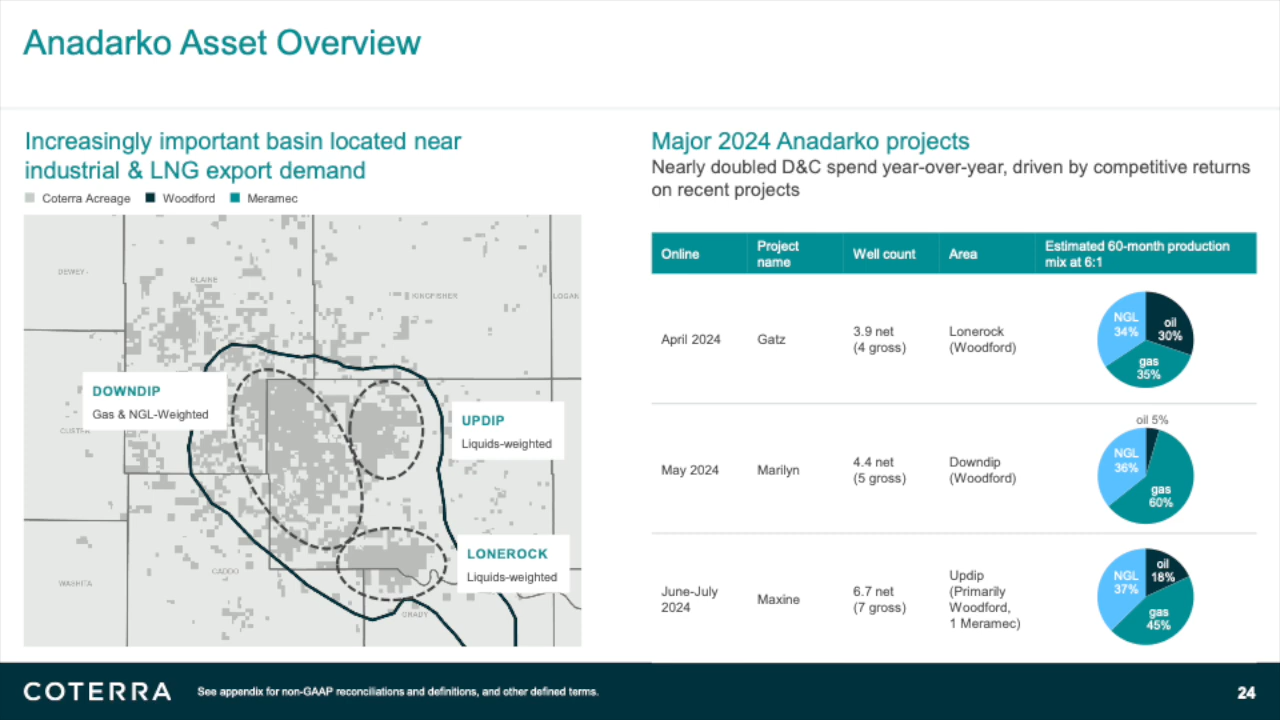 Anadarko Asset Overview
Increasingly important basin located near
industrial & LNG export demand
Coterra Acreage Woodford Meramec
DEWEY
BLAINE
KINGFISHER
LOGAN
DOWNDIP
Gas & NGL-Weighted
UPDIP
Liquids-weighted
LONEROCK
Liquids-weighted
CADDO
WASHITA
GRADY
Major 2024 Anadarko projects
Nearly doubled D&C spend year-over-year, driven by competitive returns
on recent projects
Online Project name Well count Area Estimated 60-month production mix at 6:1
April 2024 Gatz 3.9 net (4 gross) Lonerock (Woodford)
NGL 34% oil 30% gas 35%
May 2024 Marilyn 4.4 net (5 gross) Downdip (Woodford)
oil 5% NGL 36% gas 60%
June-July 2024 Maxine 6.7 net (7 gross) Updip (Primarily Woodford, 1 Meramec)
NGL 37% oil 18% gas 45%
COTERRA See appendix for non-GAAP reconciliations and definitions, and other defined terms. 24